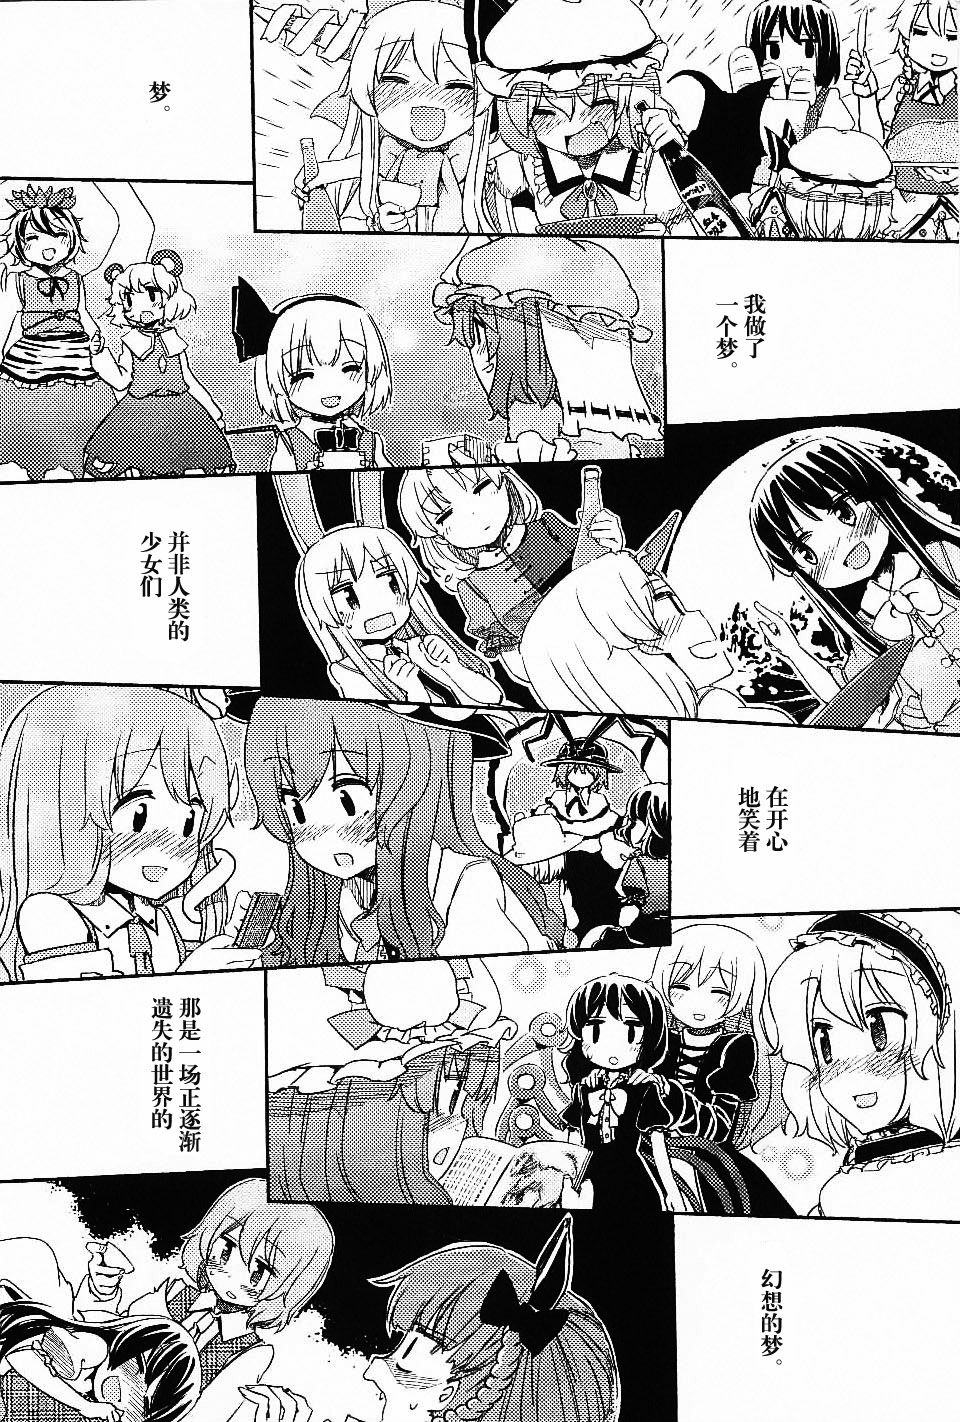 梦。
我做了
一个梦。
并非人类的
少女们
在开心
地笑着
那是一场正逐渐
遗失的世界的
幻想的梦。